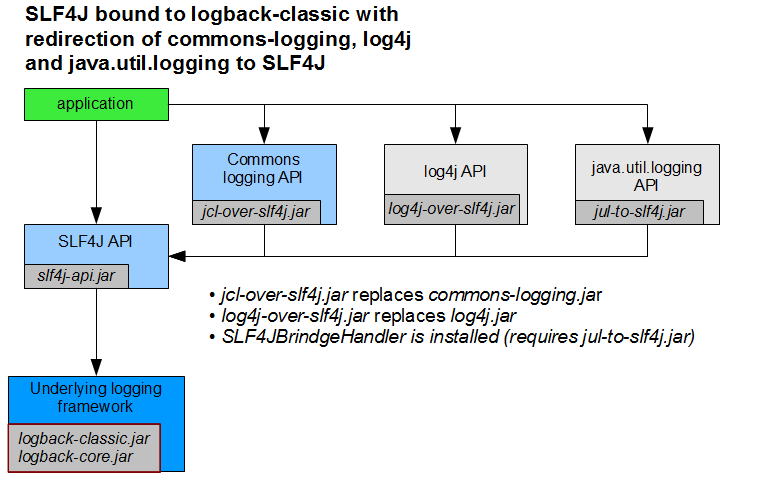 SLF4J bound to logback-classic with
redirection of commons-logging, log4j
and java.util.logging to SLF4J
application
Commons
logging API
jcl-over-slf4j.jar
log4j API
log4j-over-slf4j.jar
java.util.logging
API
jul-to-slf4j.jar
SLF4J API
slf4j-api.jar
• jcl-over-slf4j.jar replaces commons-logging.jar
• log4j-over-slf4j.jar replaces log4j.jar
• SLF4JBrindgeHandler is installed (requires jul-to-slf4j.jar)
Underlying logging
framework
logback-classic.jar
logback-core.jar